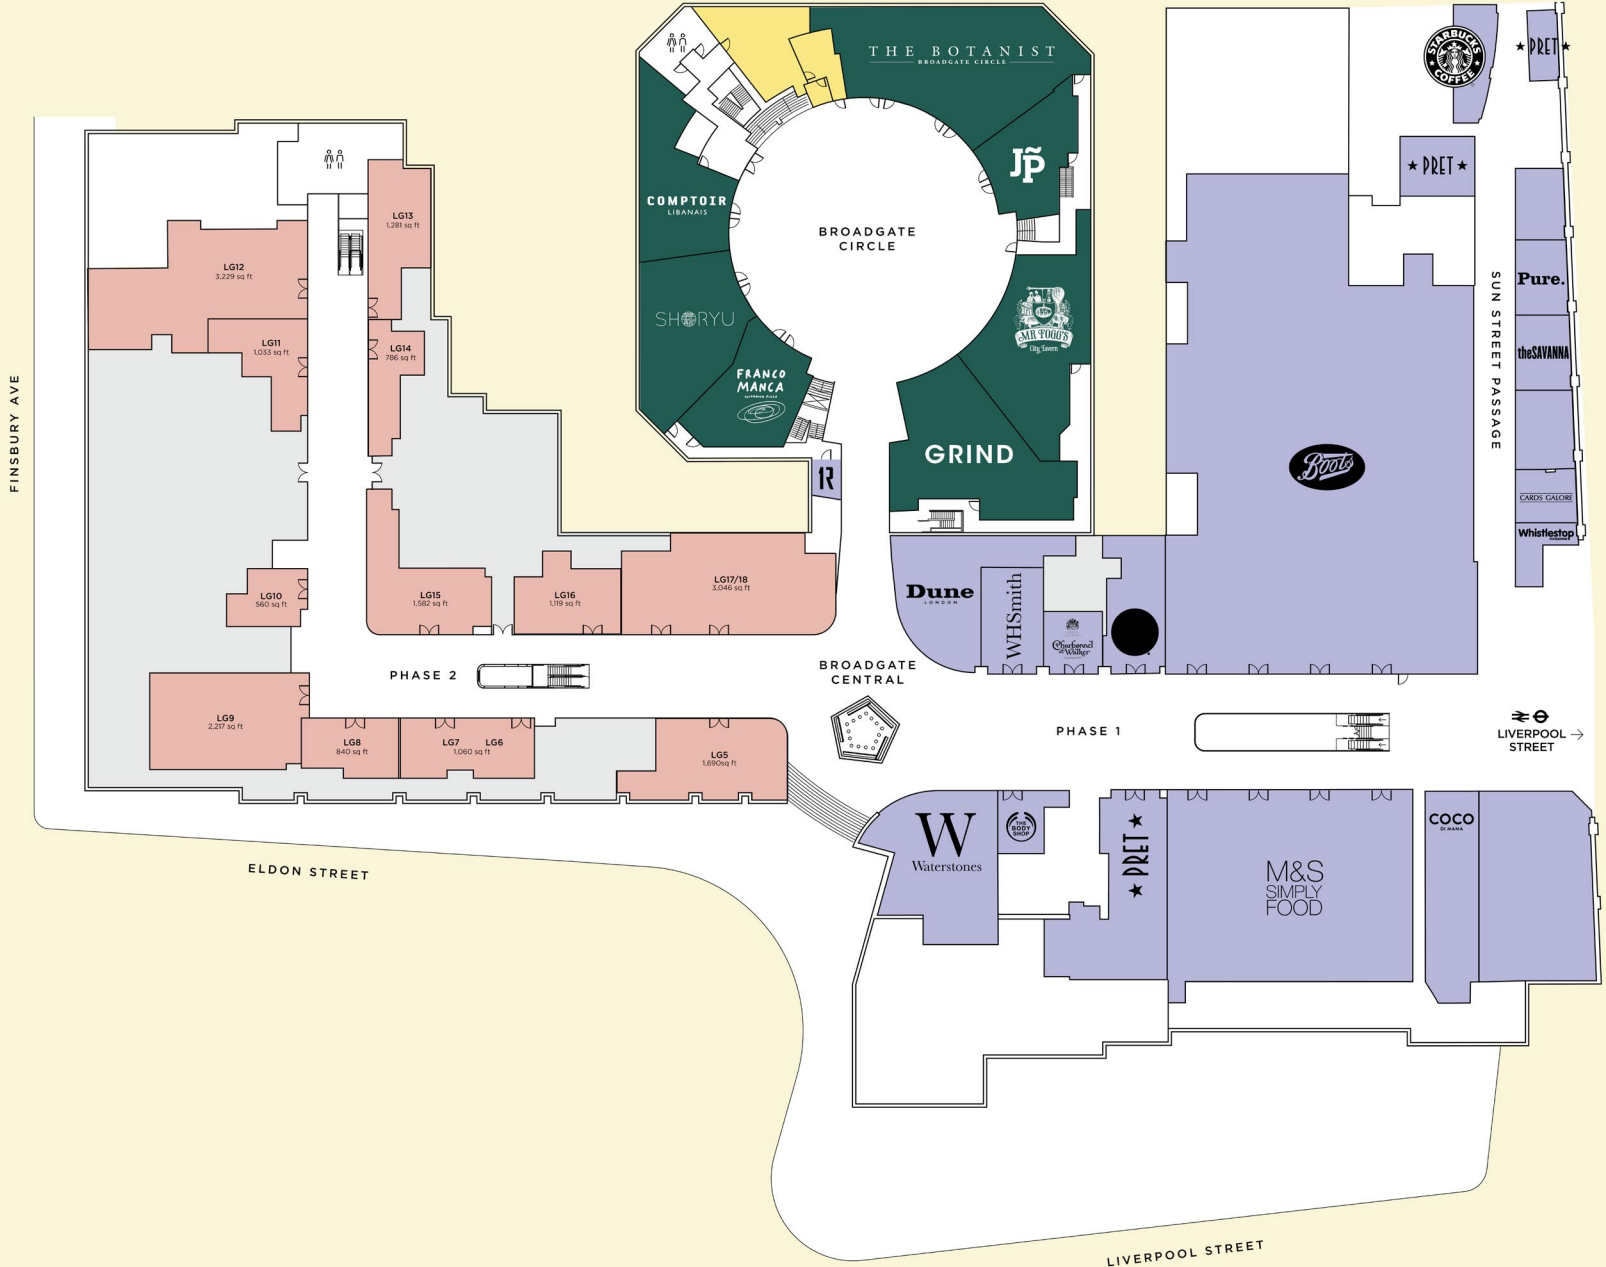 THE BOTANIST
BROADGATE CIRCLE
STARBUCKS
COFFEE
PRET
PRET
JP̃
COMPTOIR
LIBANAIS
BROADGATE
CIRCLE
SHORYU
MR FOGG'S
City Tavern
FRANCO
MANCA
GRIND
1R
LG13
1,281 sq ft
LG12
3,229 sq ft
LG11
1,033 sq ft
LG14
786 sq ft
LG10
560 sq ft
LG15
1,582 sq ft
LG16
1,119 sq ft
LG17/18
3,046 sq ft
FINSBURY AVE
Pure.
theSAVANNA
SUN STREET PASSAGE
Boots
CARDS GALORE
Whistlestop
Dune
LONDON
WHSmith
Charbonnel
et Walker
PHASE 2
BROADGATE
CENTRAL
PHASE 1
LIVERPOOL
STREET
LG9
2,217 sq ft
LG8
840 sq ft
LG7
LG6
1,060 sq ft
LG5
1,690sq ft
W
Waterstones
THE
BODY
SHOP
PRET
M&S
SIMPLY
FOOD
COCO
DI MAMA
ELDON STREET
LIVERPOOL STREET